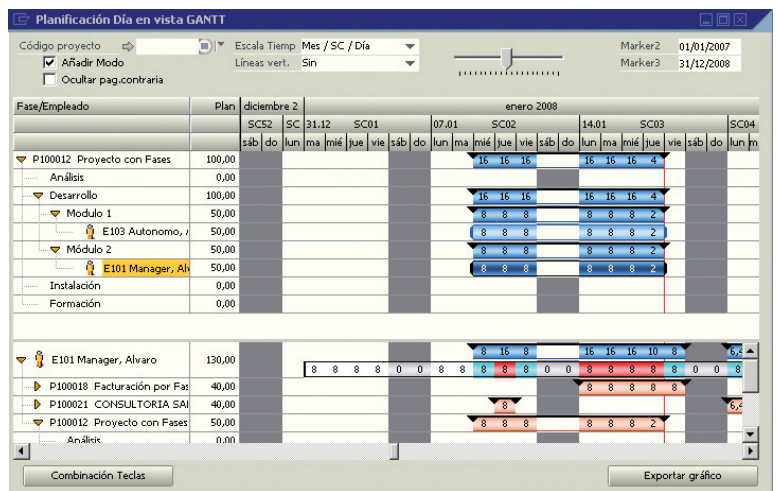 Planificación Día en vista GANTT
Código proyecto Escala Tiemp Mes / SC / Día Marker2 01/01/2007
Añadir Modo Líneas vert. Sin Marker3 31/12/2008
Ocultar pag.contraria
Fase/Empleado Plan diciembre 2 enero 2008
SC52 SC 31.12 SC01 07.01 SC02 14.01 SC03 SC04
sáb do lun ma mié jue vie sáb do lun ma mié jue vie sáb do lun ma mié jue vie sáb do lun m
P100012 Proyecto con Fases 100,00 16 16 16 16 16 16 4
Análisis 0,00
Desarrollo 100,00 16 16 16 16 16 16 4
Modulo 1 50,00 8 8 8 8 8 8 2
E103 Autonomo, 50,00 8 8 8 8 8 8 2
Módulo 2 50,00 8 8 8 8 8 8 2
E101 Manager, Alv 50,00 8 8 8 8 8 8 2
Instalación 0,00
Formación 0,00
E101 Manager, Alvaro 130,00 8 16 8 16 16 16 10 8 6,4
8 8 8 8 0 0 8 8 8 8 8 0 0 8 8 8 8 8 0 0 8
P100018 Facturación por Fas 40,00 8 8 8 8 8
P100021 CONSULTORIA SAI 40,00 8 6,4
P100012 Proyecto con Fases 50,00 8 8 8 8 8 8 2
Análisis 0,00
Combinación Teclas Exportar gráfico